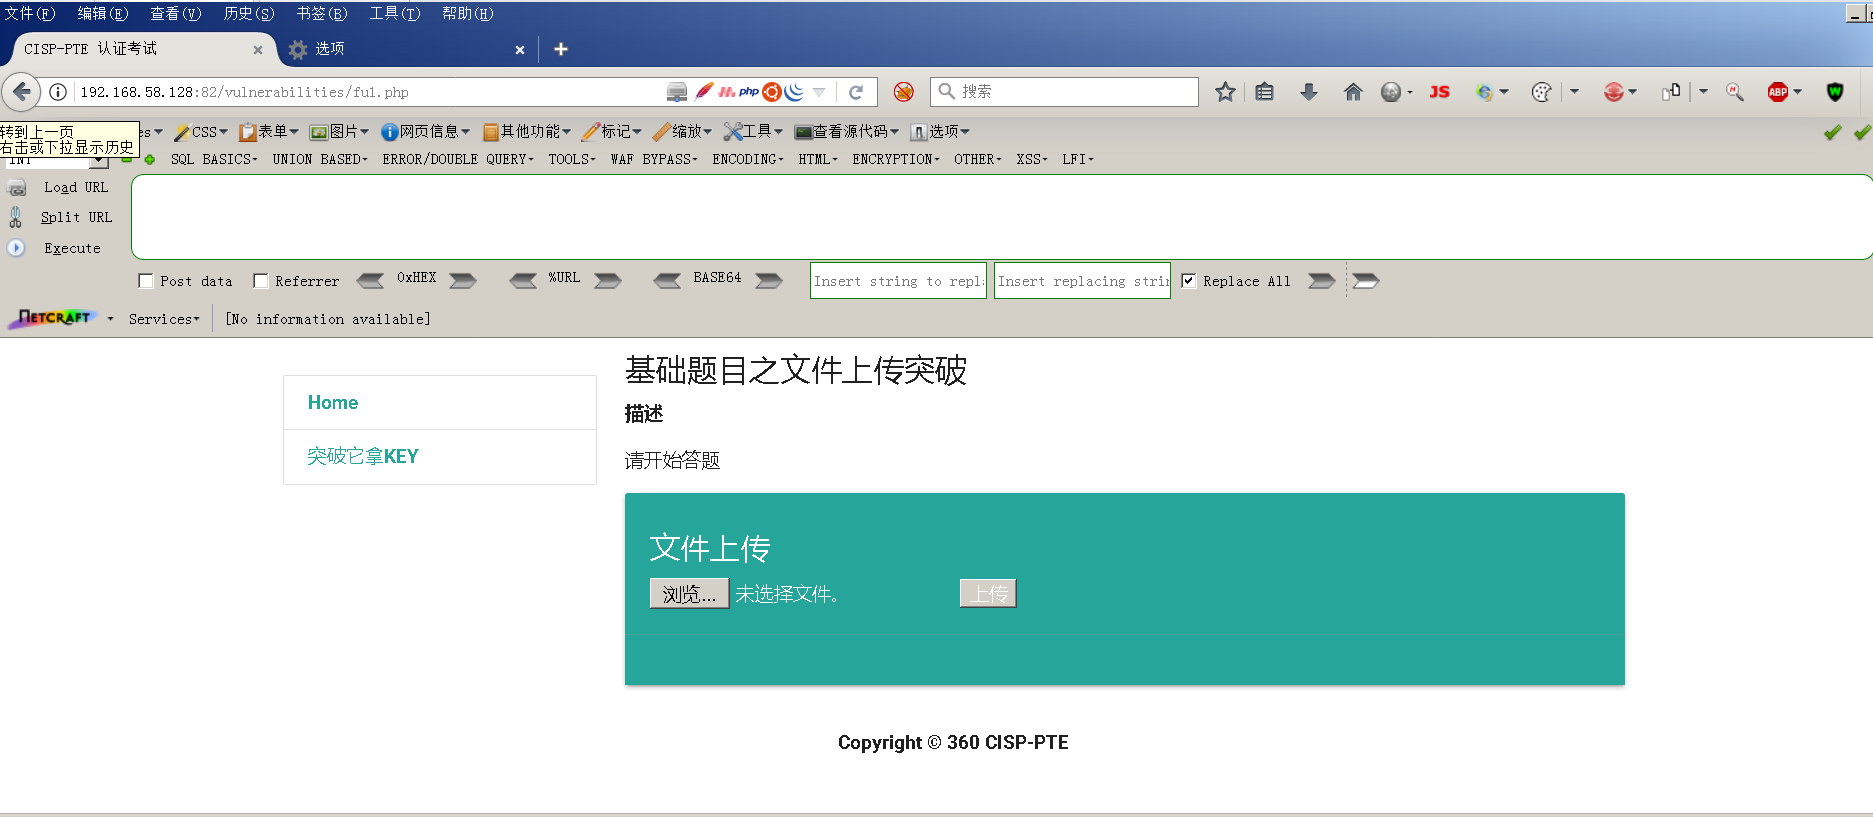 文件(F) 编辑(E) 查看(V) 历史(S) 书签(B) 工具(T) 帮助(H)
CISP-PTE 认证考试 选项
192.168.58.128:82/vulnerabilities/fu1.php php 搜索 JS ABP
转到上一页
右击或下拉显示历史
es CSS 表单 图片 网页信息 其他功能 标记 缩放 工具 查看源代码 选项
INT SQL BASICS UNION BASED ERROR/DOUBLE QUERY TOOLS WAF BYPASS ENCODING HTML ENCRYPTION OTHER XSS LFI
Load URL
Split URL
Execute
Post data Referrer 0xHEX %URL BASE64 Insert string to repl Insert replacing strin Replace All
NETCRAFT Services [No information available]
基础题目之文件上传突破
Home
描述
突破它拿KEY
请开始答题
文件上传
浏览... 未选择文件。 上传
Copyright © 360 CISP-PTE